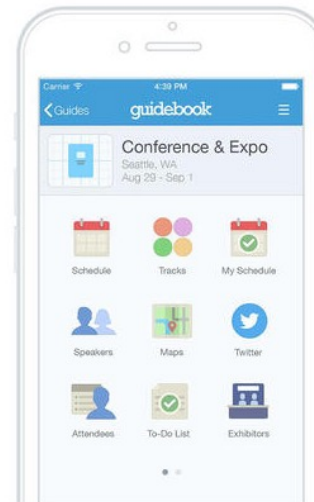 Carrier 4:39 PM
Guides guidebook
Conference & Expo
Seattle, WA
Aug 29 - Sep 1
Schedule Tracks My Schedule
Speakers Maps Twitter
Attendees To-Do List Exhibitors